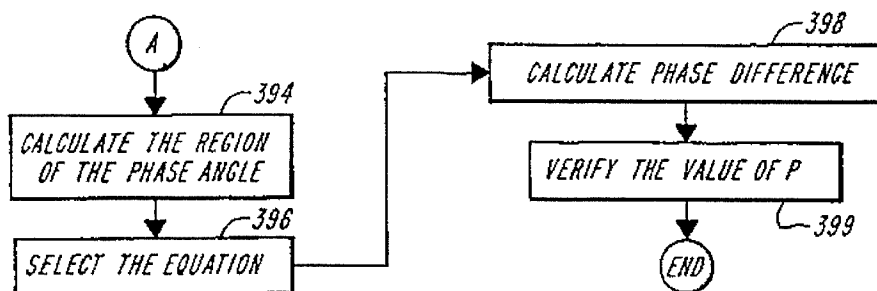 A
394
CALCULATE THE REGION
OF THE PHASE ANGLE
396
SELECT THE EQUATION
398
CALCULATE PHASE DIFFERENCE
VERIFY THE VALUE OF P
399
END